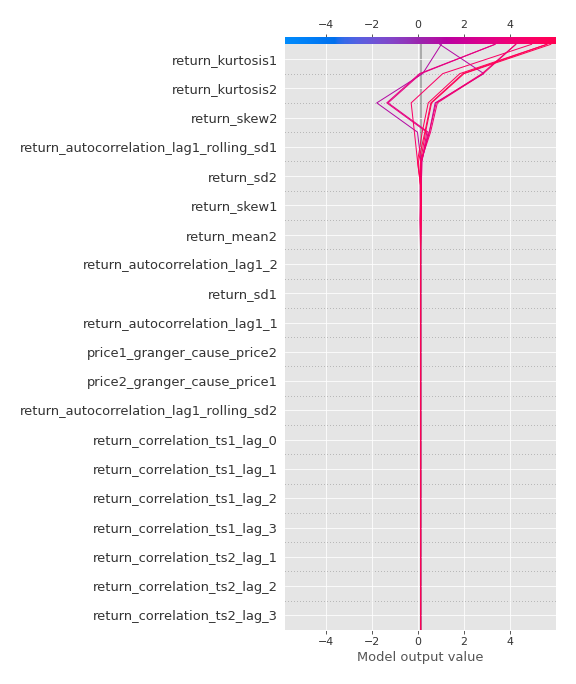 −4 −2 0 2 4
return_kurtosis1
return_kurtosis2
return_skew2
return_autocorrelation_lag1_rolling_sd1
return_sd2
return_skew1
return_mean2
return_autocorrelation_lag1_2
return_sd1
return_autocorrelation_lag1_1
price1_granger_cause_price2
price2_granger_cause_price1
return_autocorrelation_lag1_rolling_sd2
return_correlation_ts1_lag_0
return_correlation_ts1_lag_1
return_correlation_ts1_lag_2
return_correlation_ts1_lag_3
return_correlation_ts2_lag_1
return_correlation_ts2_lag_2
return_correlation_ts2_lag_3
−4 −2 0 2 4
Model output value